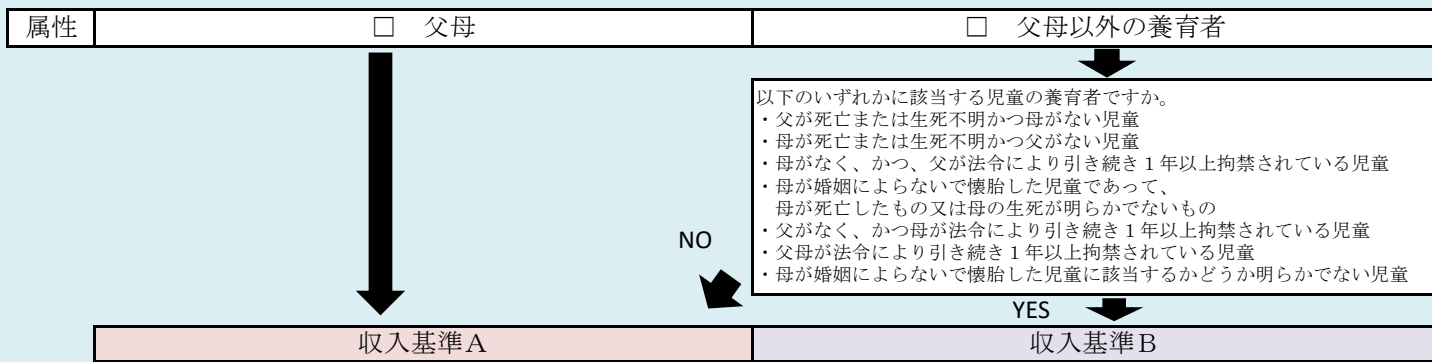 属性
□ 父母
□ 父母以外の養育者
以下のいずれかに該当する児童の養育者ですか。
・父が死亡または生死不明かつ母がない児童
・母が死亡または生死不明かつ父がない児童
・母がなく、かつ、父が法令により引き続き１年以上拘禁されている児童
・母が婚姻によらないで懐胎した児童であって、
母が死亡したもの又は母の生死が明らかでないもの
・父がなく、かつ母が法令により引き続き１年以上拘禁されている児童
・父母が法令により引き続き１年以上拘禁されている児童
・母が婚姻によらないで懐胎した児童に該当するかどうか明らかでない児童
NO
YES
収入基準Ａ
収入基準Ｂ